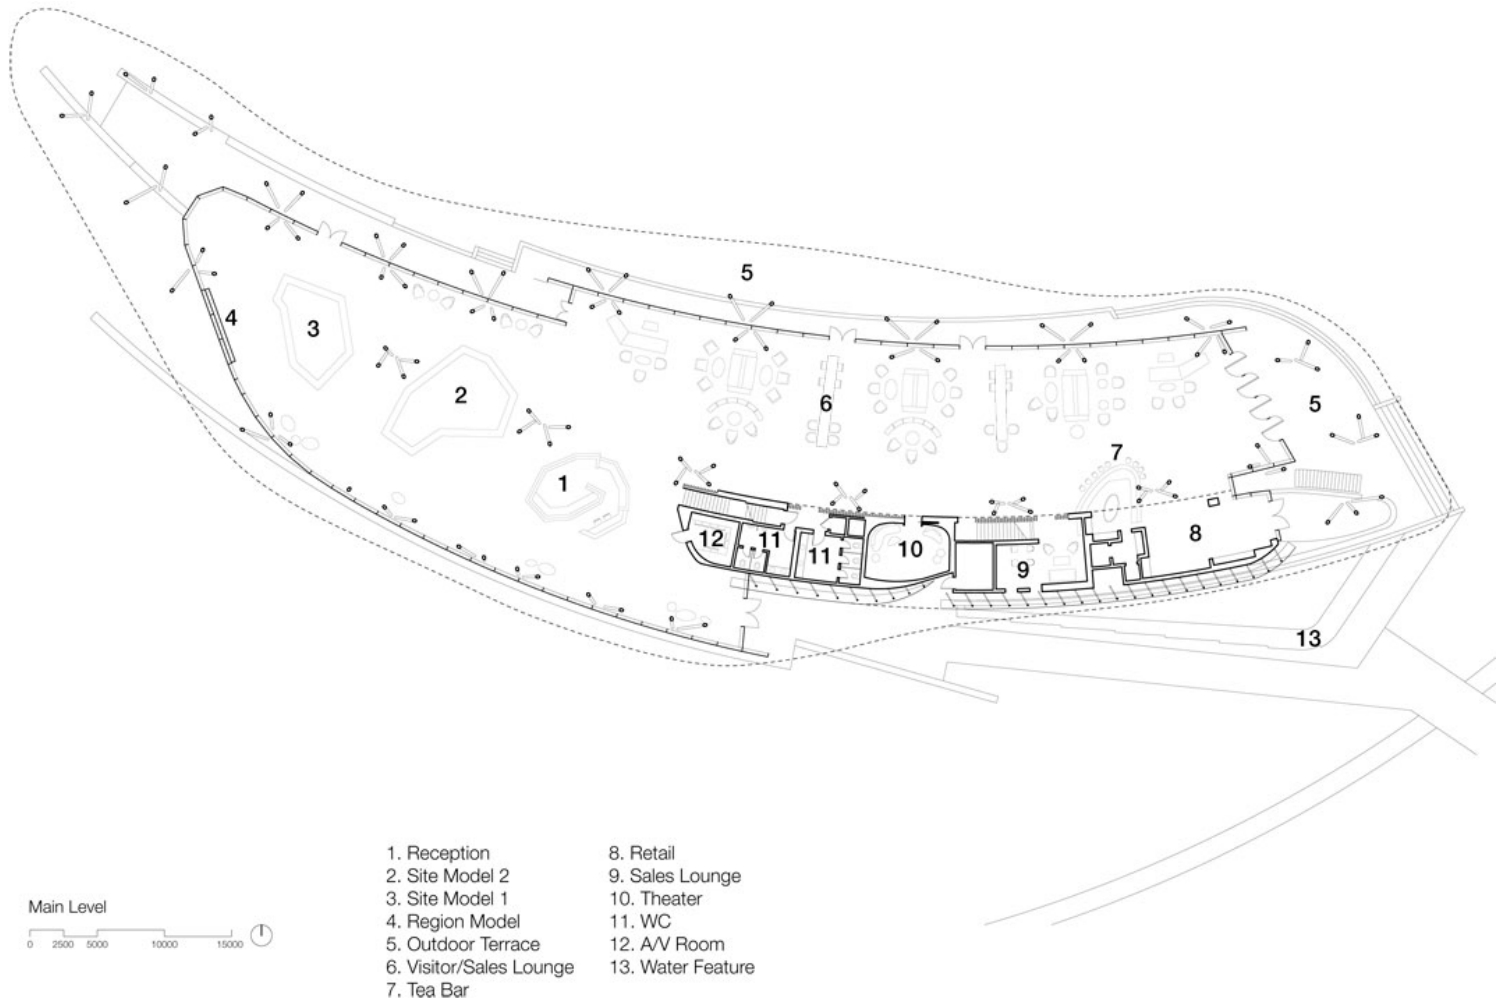 5
4
3
2
6
5
7
1
12
11
11
10
9
8
13
Main Level
0 2500 5000 10000 15000
1. Reception
2. Site Model 2
3. Site Model 1
4. Region Model
5. Outdoor Terrace
6. Visitor/Sales Lounge
7. Tea Bar
8. Retail
9. Sales Lounge
10. Theater
11. WC
12. A/V Room
13. Water Feature